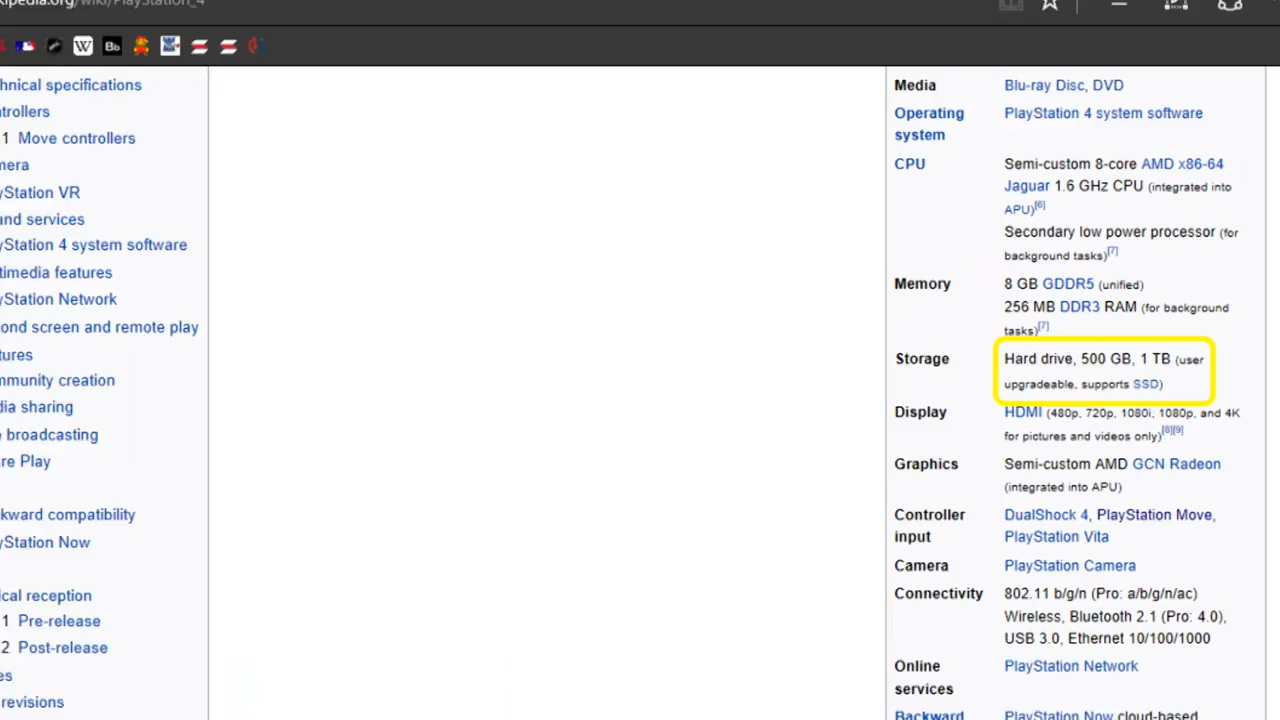 kipedia.org/wiki/PlayStation_4
W
Bb
hnical specifications
ntrollers
1 Move controllers
mera
yStation VR
and services
yStation 4 system software
timedia features
yStation Network
ond screen and remote play
tures
mmunity creation
dia sharing
e broadcasting
are Play
kward compatibility
yStation Now
ical reception
1 Pre-release
2 Post-release
es
revisions
Media Blu-ray Disc, DVD
Operating PlayStation 4 system software
system
CPU Semi-custom 8-core AMD x86-64
Jaguar 1.6 GHz CPU (integrated into
APU)[6]
Secondary low power processor (for
background tasks)[7]
Memory 8 GB GDDR5 (unified)
256 MB DDR3 RAM (for background
tasks)[7]
Storage Hard drive, 500 GB, 1 TB (user
upgradeable, supports SSD)
Display HDMI (480p, 720p, 1080i, 1080p, and 4K
for pictures and videos only)[8][9]
Graphics Semi-custom AMD GCN Radeon
(integrated into APU)
Controller DualShock 4, PlayStation Move,
input PlayStation Vita
Camera PlayStation Camera
Connectivity 802.11 b/g/n (Pro: a/b/g/n/ac)
Wireless, Bluetooth 2.1 (Pro: 4.0),
USB 3.0, Ethernet 10/100/1000
Online PlayStation Network
services
Backward PlayStation Now cloud-based